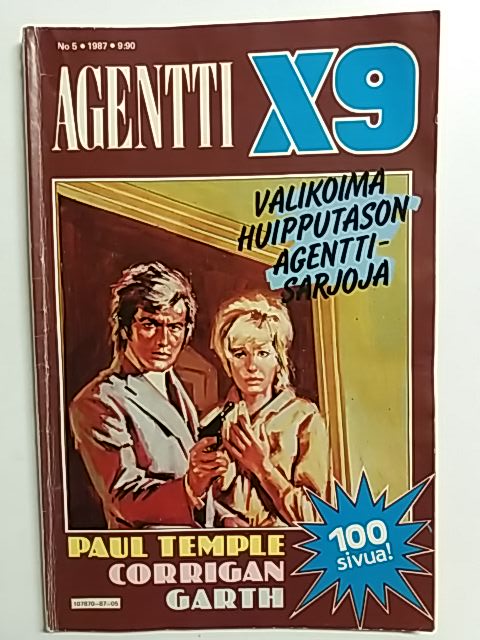 No 5 • 1987 • 9:90
AGENTTI X9
VALIKOIMA
HUIPPUTASON
AGENTTI-
SARJOJA
100
sivua!
PAUL TEMPLE
CORRIGAN
GARTH
107870-87-05